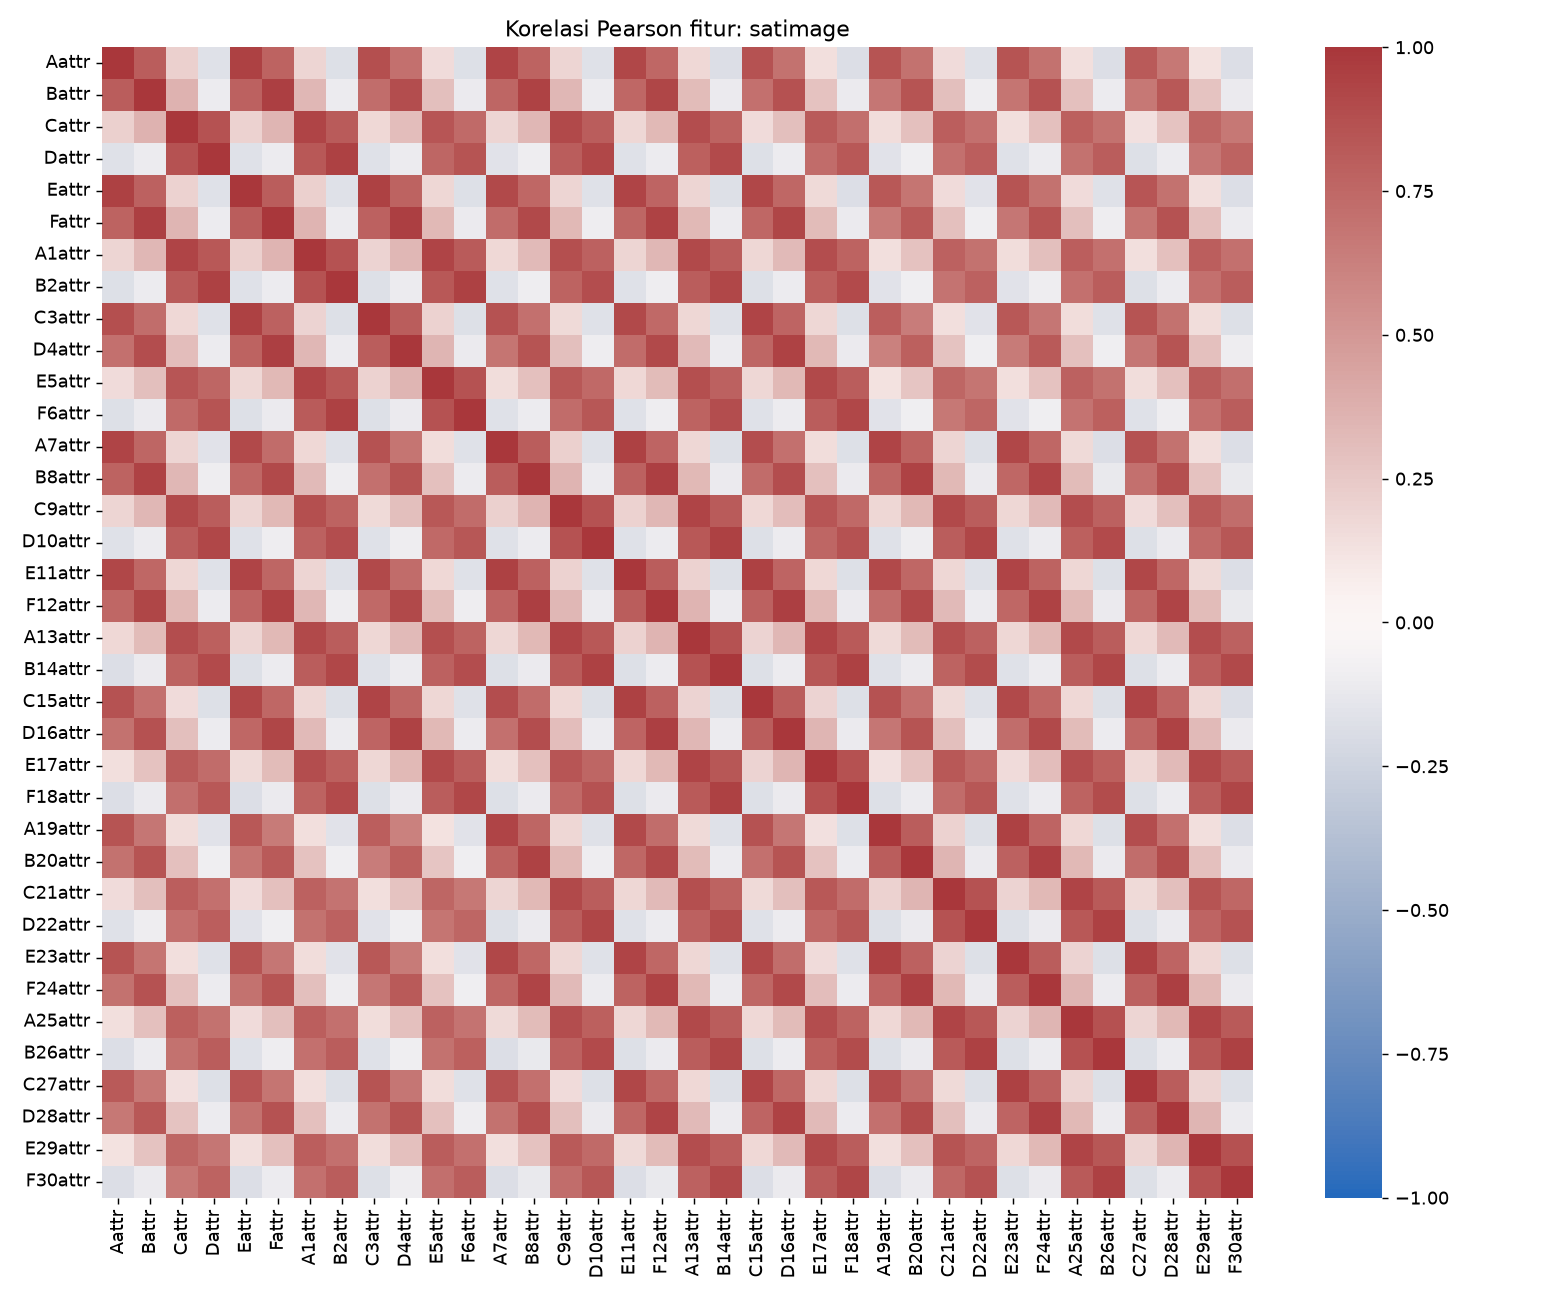 Korelasi Pearson fitur: satimage
Aattr
Battr
Cattr
Dattr
Eattr
Fattr
A1attr
B2attr
C3attr
D4attr
E5attr
F6attr
A7attr
B8attr
C9attr
D10attr
E11attr
F12attr
A13attr
B14attr
C15attr
D16attr
E17attr
F18attr
A19attr
B20attr
C21attr
D22attr
E23attr
F24attr
A25attr
B26attr
C27attr
D28attr
E29attr
F30attr
Aattr
Battr
Cattr
Dattr
Eattr
Fattr
A1attr
B2attr
C3attr
D4attr
E5attr
F6attr
A7attr
B8attr
C9attr
D10attr
E11attr
F12attr
A13attr
B14attr
C15attr
D16attr
E17attr
F18attr
A19attr
B20attr
C21attr
D22attr
E23attr
F24attr
A25attr
B26attr
C27attr
D28attr
E29attr
F30attr
1.00
0.75
0.50
0.25
0.00
−0.25
−0.50
−0.75
−1.00